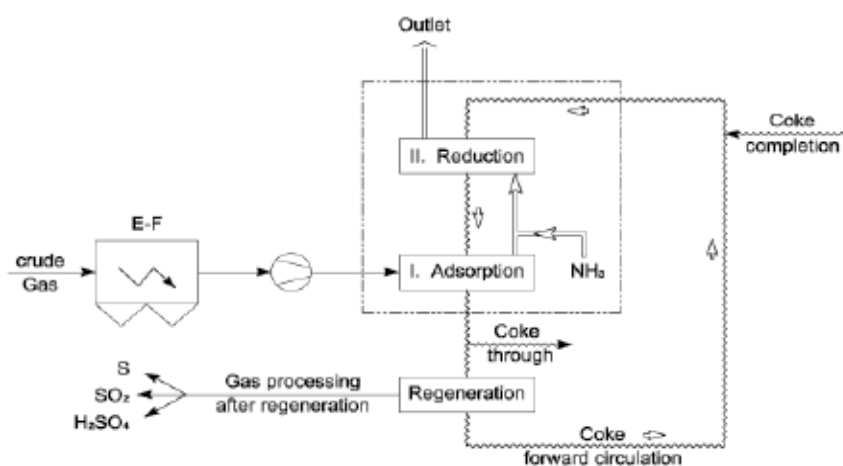 Outlet
Coke
completion
II. Reduction
E-F
crude
Gas
I. Adsorption
NH₃
Coke
through
S
SO₂
H₂SO₄
Gas processing
after regeneration
Regeneration
Coke
forward circulation